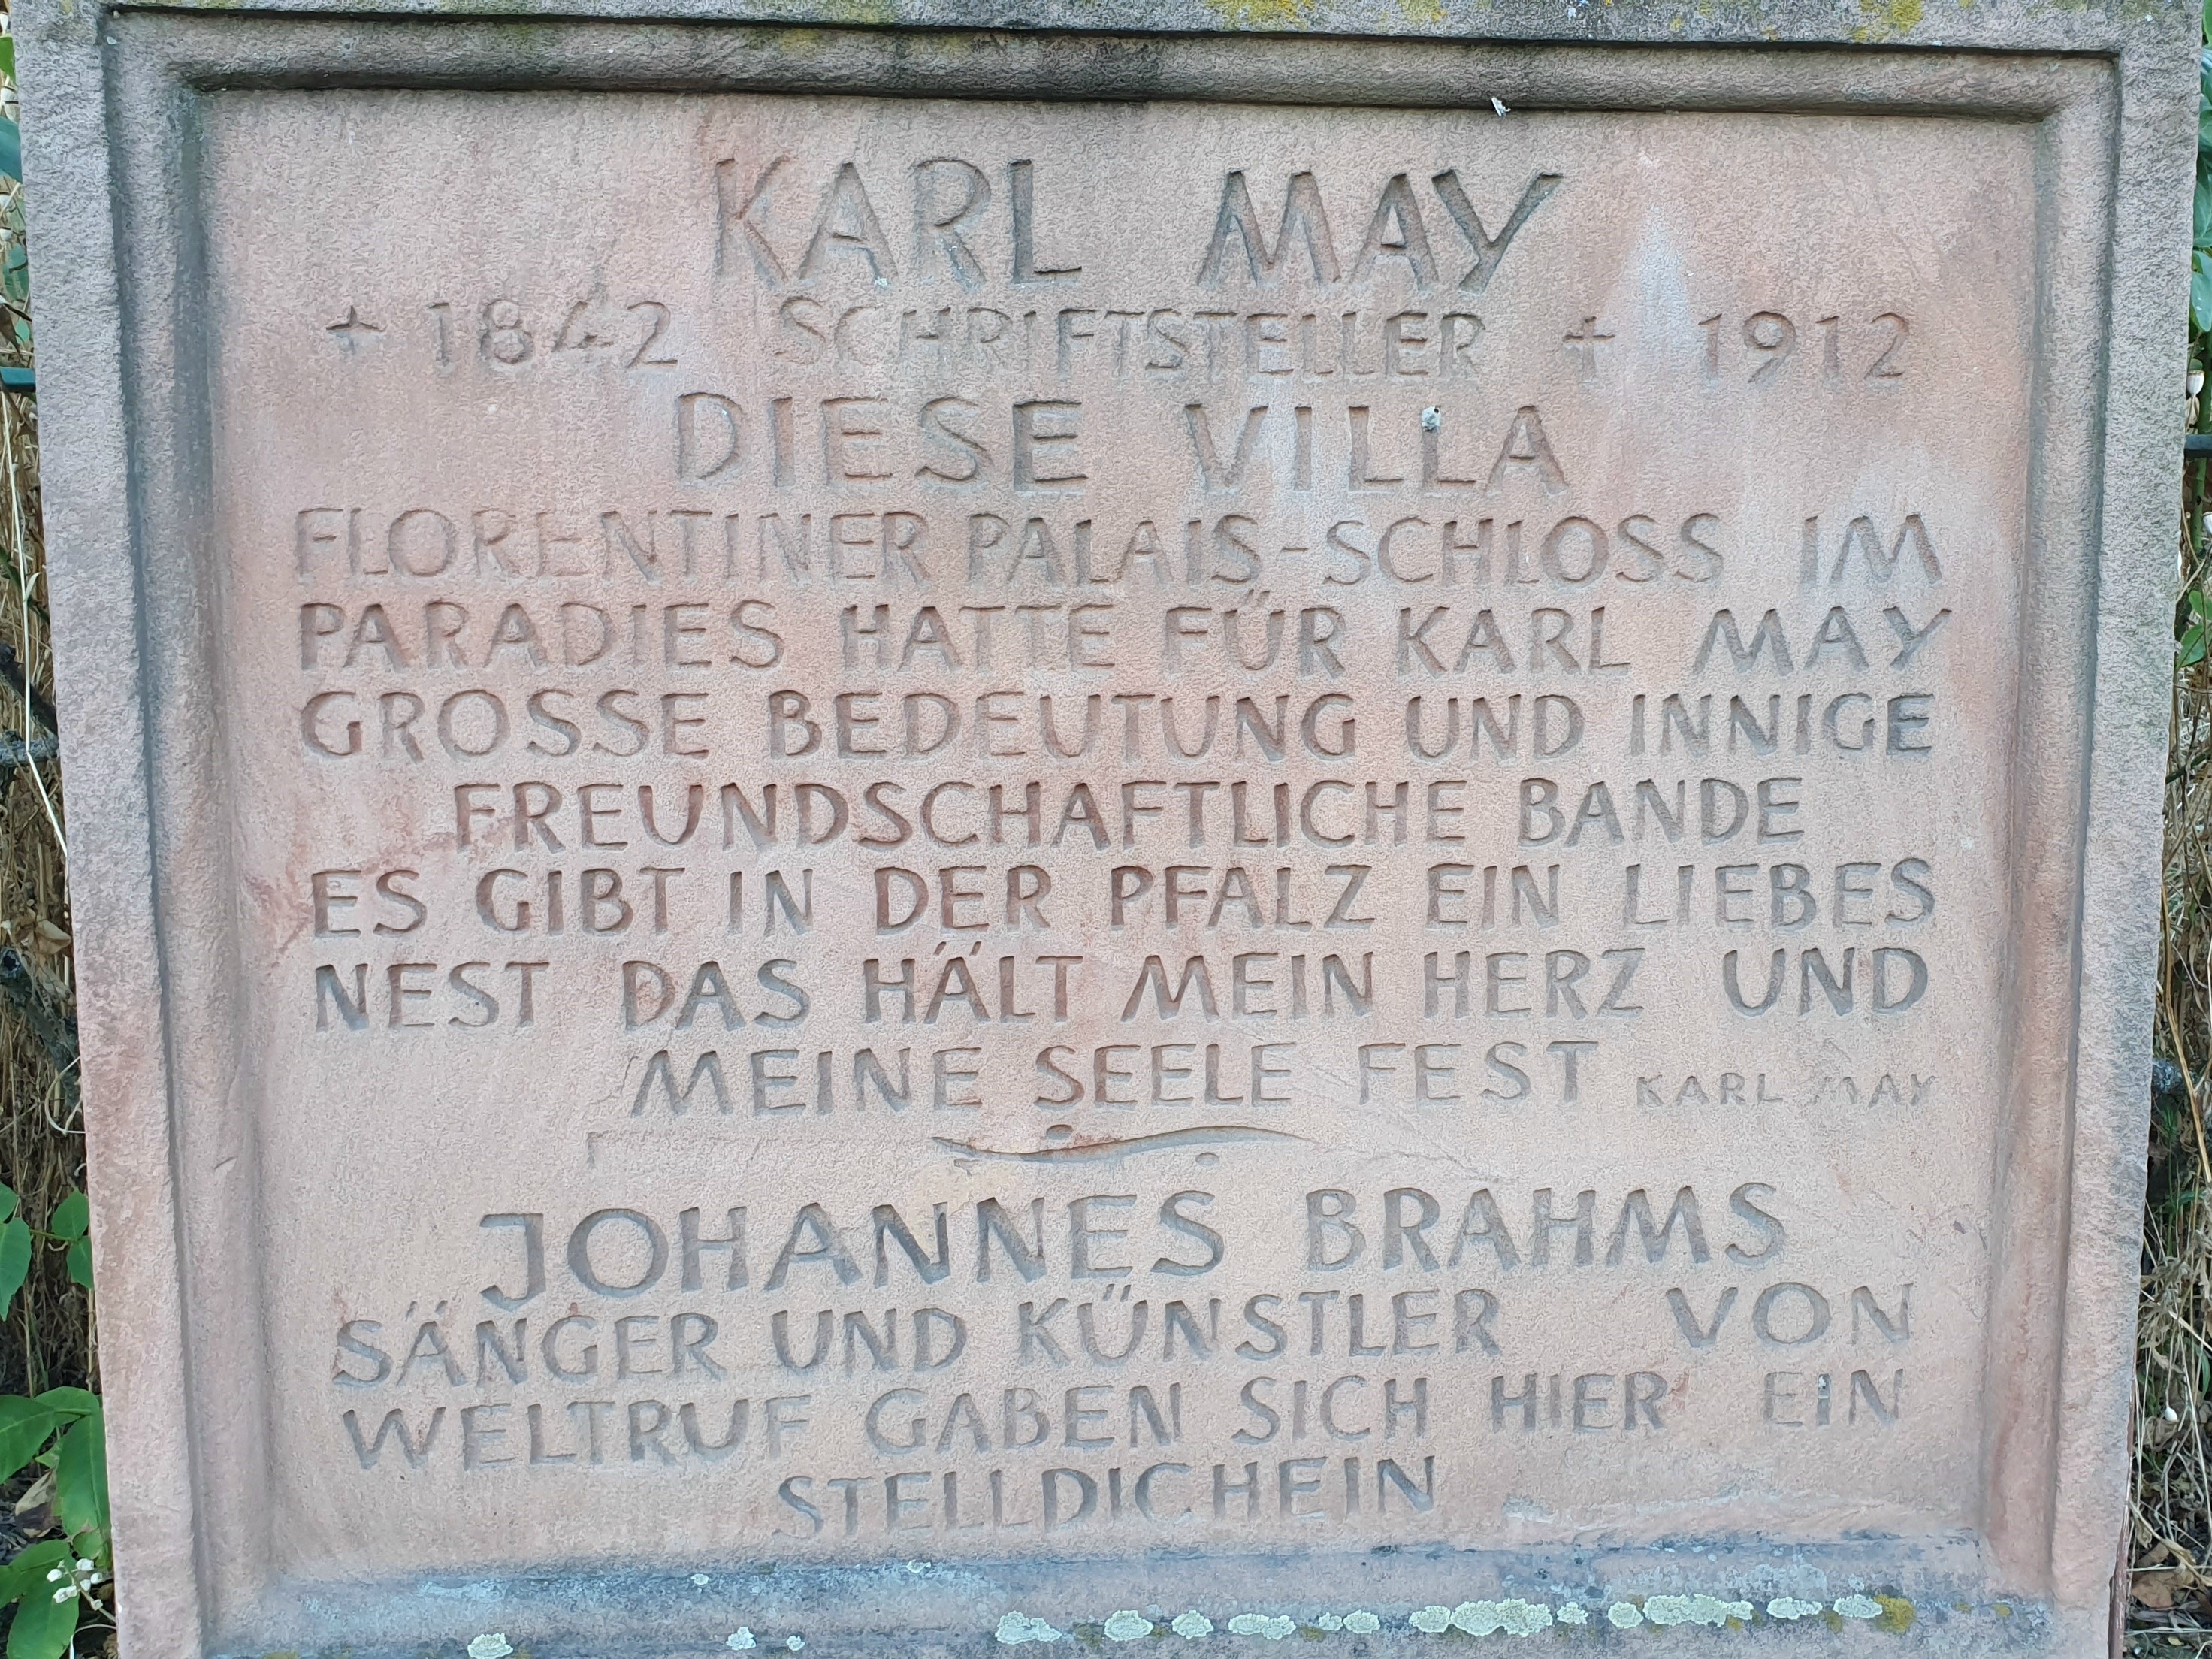 KARL MAY
+ 1842 SCHRIFTSTELLER † 1912
DIESE VILLA
FLORENTINER PALAIS-SCHLOSS IM
PARADIES HATTE FÜR KARL MAY
GROSSE BEDEUTUNG UND INNIGE
FREUNDSCHAFTLICHE BANDE
ES GIBT IN DER PFALZ EIN LIEBES
NEST DAS HÄLT MEIN HERZ UND
MEINE SEELE FEST KARL MAY
JOHANNES BRAHMS
SÄNGER UND KÜNSTLER VON
WELTRUF GABEN SICH HIER EIN
STELLDICHEIN